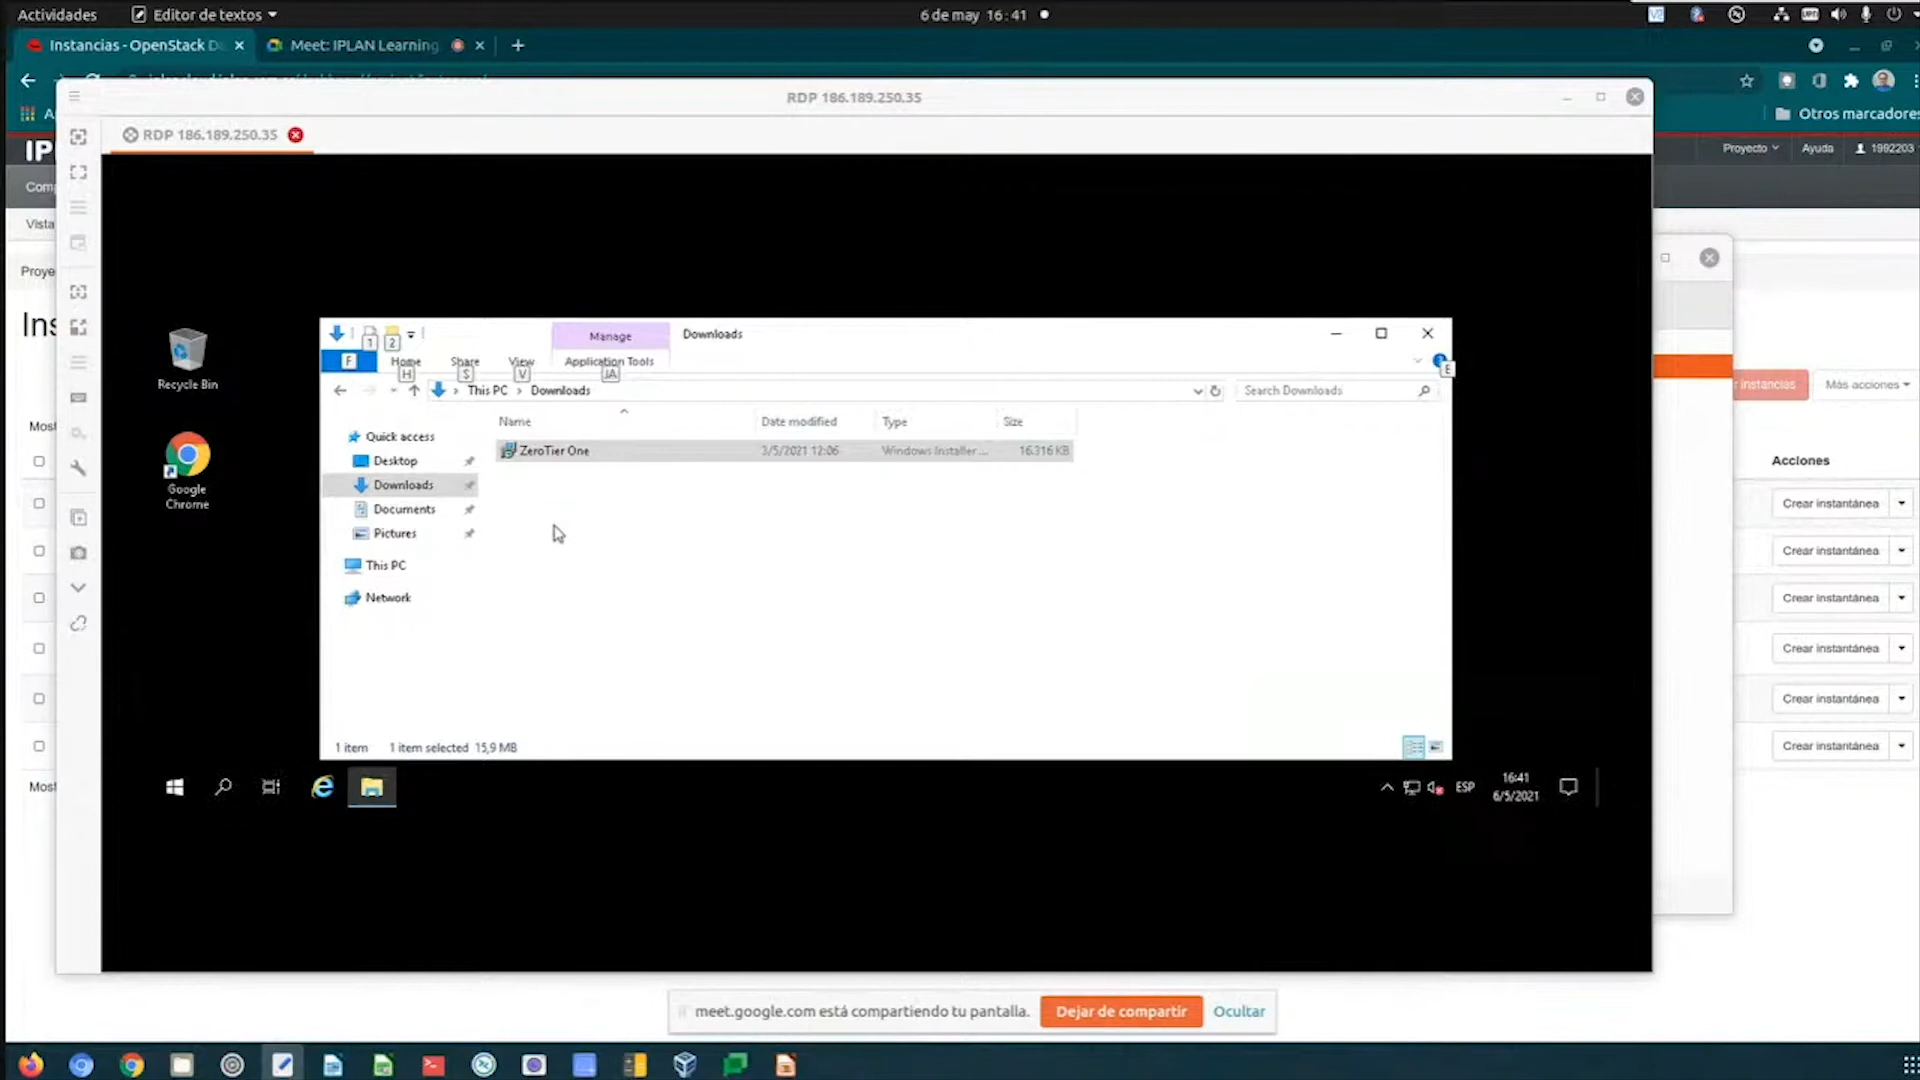 Actividades
Editor de textos
6 de may 16:41
Instancias - OpenStack D
Meet: IPLAN Learning
Otros marcadores
RDP 186.189.250.35
RDP 186.189.250.35
IP
Proyecto
Ayuda
1992203
Com
Vista
Proye
Ins
instancias
Más acciones
Most
Acciones
Crear instantánea
Crear instantánea
Crear instantánea
Crear instantánea
Crear instantánea
Crear instantánea
Most
Recycle Bin
Google
Chrome
1
2
Manage
Downloads
F
Home
Share
View
Application Tools
H
S
V
JA
E
This PC
Downloads
Search Downloads
Name
Date modified
Type
Size
Quick access
Desktop
Downloads
Documents
Pictures
This PC
Network
ZeroTier One
3/5/2021 12:06
Windows Installer ...
16.316 KB
1 item
1 item selected 15,9 MB
ESP
16:41
6/5/2021
meet.google.com está compartiendo tu pantalla.
Dejar de compartir
Ocultar